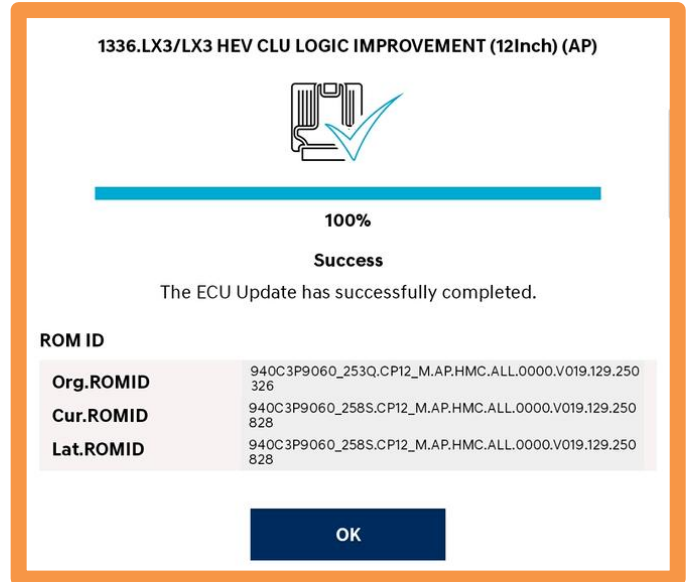 1336.LX3/LX3 HEV CLU LOGIC IMPROVEMENT (12Inch) (AP)
100%
Success
The ECU Update has successfully completed.
ROM ID
Org.ROMID
940C3P9060_253Q.CP12_M.AP.HMC.ALL.0000.V019.129.250
326
Cur.ROMID
940C3P9060_258S.CP12_M.AP.HMC.ALL.0000.V019.129.250
828
Lat.ROMID
940C3P9060_258S.CP12_M.AP.HMC.ALL.0000.V019.129.250
828
OK